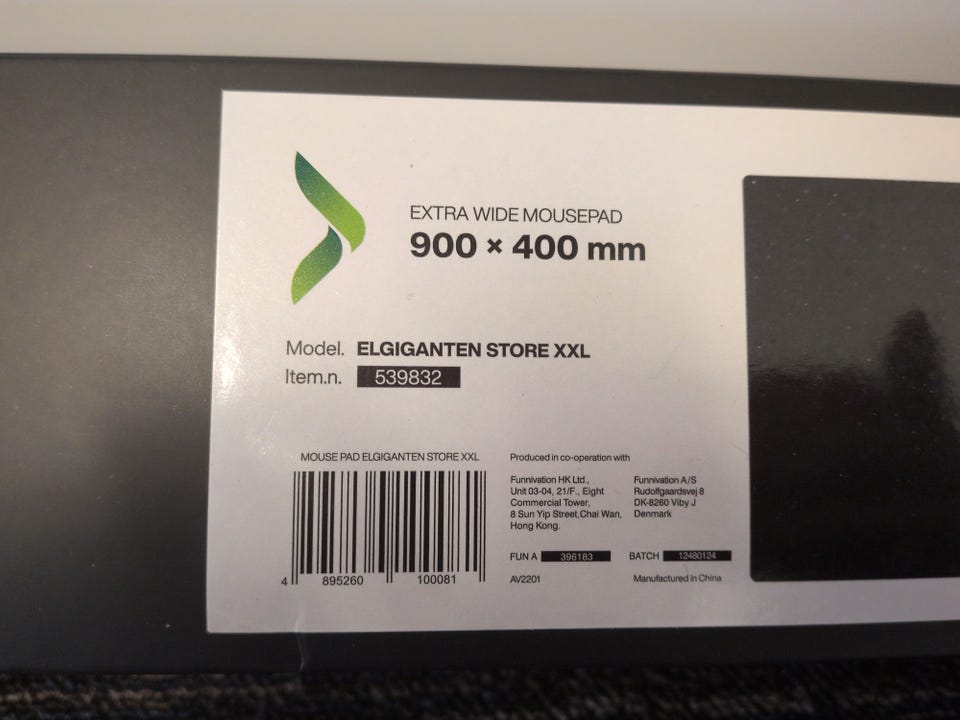 EXTRA WIDE MOUSEPAD
900 × 400 mm
Model. ELGIGANTEN STORE XXL
Item.n. 539832
MOUSE PAD ELGIGANTEN STORE XXL
4 895260 100081
Produced in co-operation with
Funnivation HK Ltd.,
Unit 03-04, 21/F., Eight
Commercial Tower,
8 Sun Yip Street,Chai Wan,
Hong Kong.
Funnivation A/S
Rudolfgaardsvej 8
DK-8260 Viby J
Denmark
FUN A 396183 BATCH 12480124
AV2201 Manufactured in China